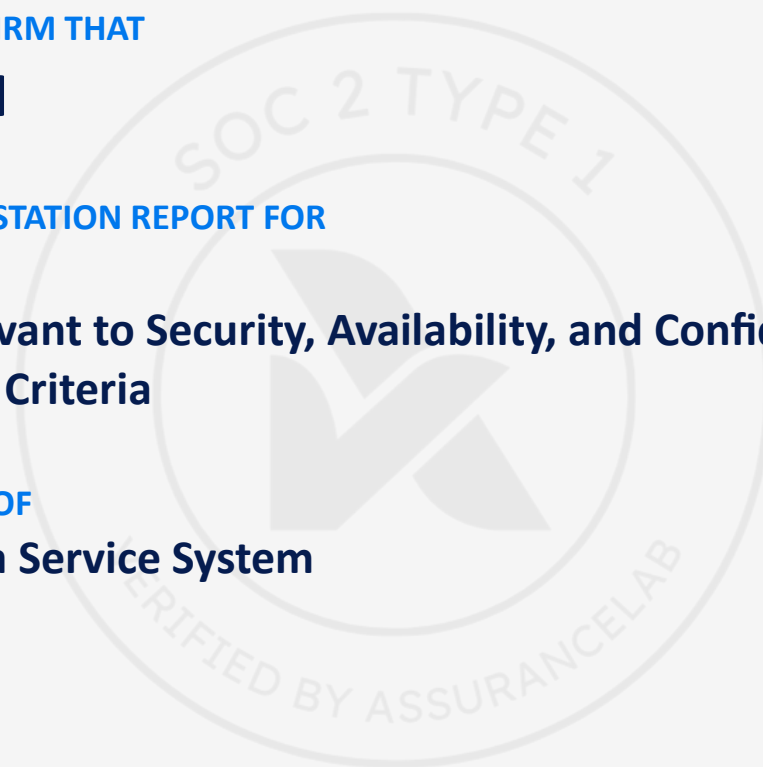 RM THAT
SOC 2 TYPE 1
STATION REPORT FOR
vant to Security, Availability, and Confi
Criteria
OF
n Service System
VERIFIED BY ASSURANCELAB